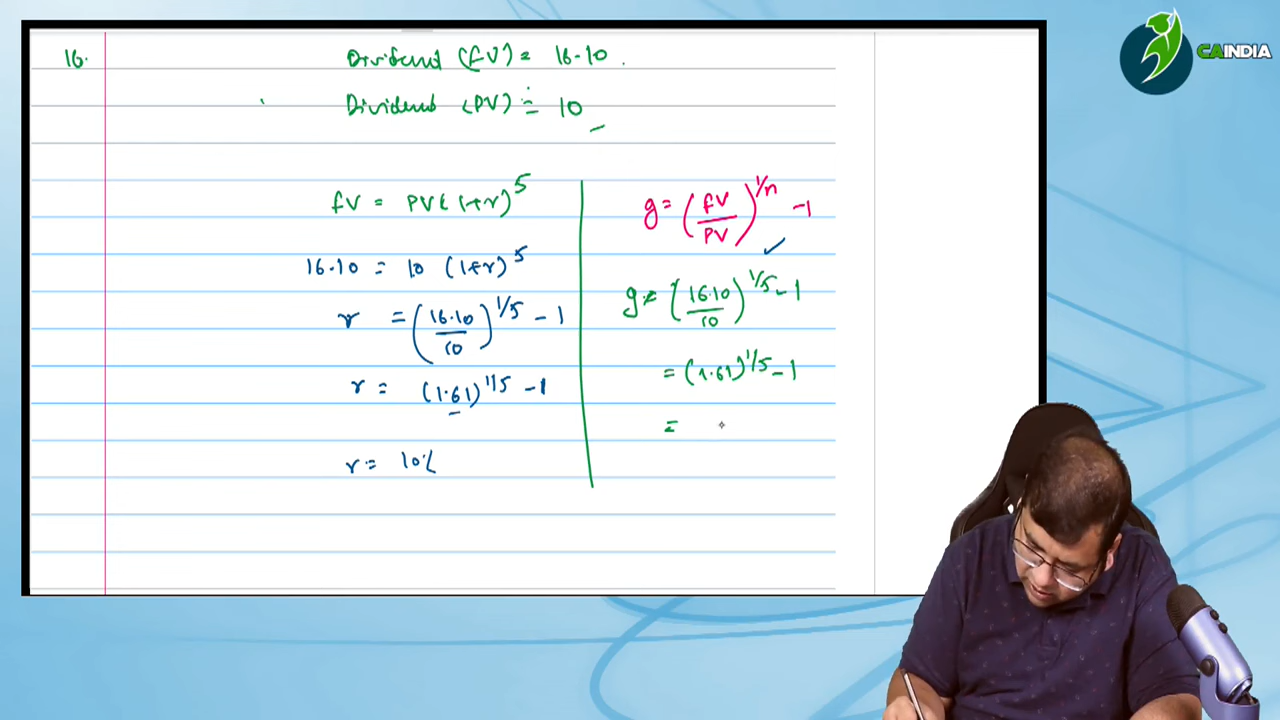 CAINDIA
16.
Dividend (FV) = 16.10
Dividend (PV) = 10
FV = PV (1+r)^5
16.10 = 10 (1+r)^5
r = (16.10/10)^1/5 - 1
r = (1.61)^1/5 - 1
r = 10%
g = (FV/PV)^1/n - 1
g = (16.10/10)^1/5 - 1
= (1.61)^1/5 - 1
=